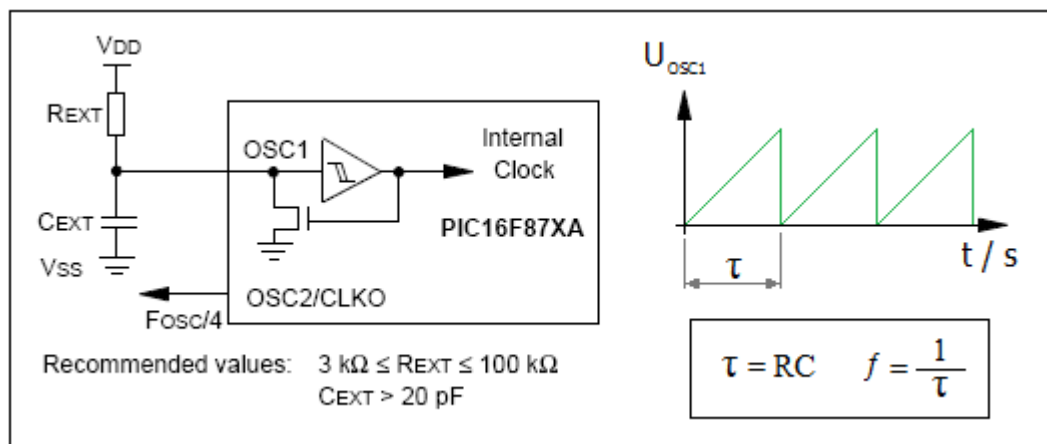 VDD
REXT
OSC1
Internal
Clock
CEXT
PIC16F87XA
VSS
OSC2/CLKO
FOSC/4
Recommended values: 3 kΩ ≤ REXT ≤ 100 kΩ
CEXT > 20 pF
U OSC1
t / s
τ
τ = RC f = 1/τ